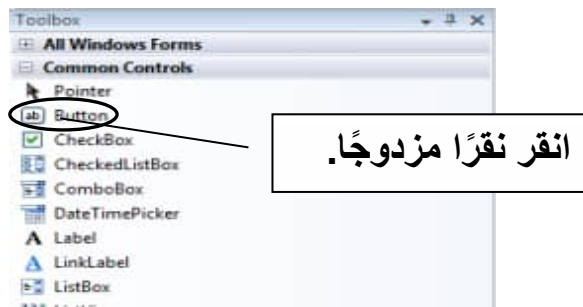 Toolbox
All Windows Forms
Common Controls
Pointer
ab Button
CheckBox
CheckedListBox
ComboBox
DateTimePicker
A Label
A LinkLabel
ListBox
انقر نقرًا مزدوجًا.